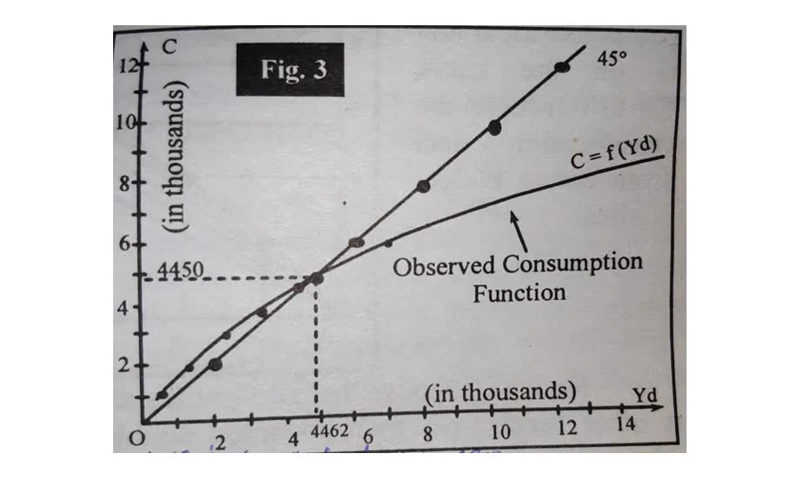 C
Fig. 3
45°
12
(in thousands)
10
C = f (Yd)
8
6
4450
Observed Consumption
Function
4
2
(in thousands)
Yd
O
2
4
4462
6
8
10
12
14